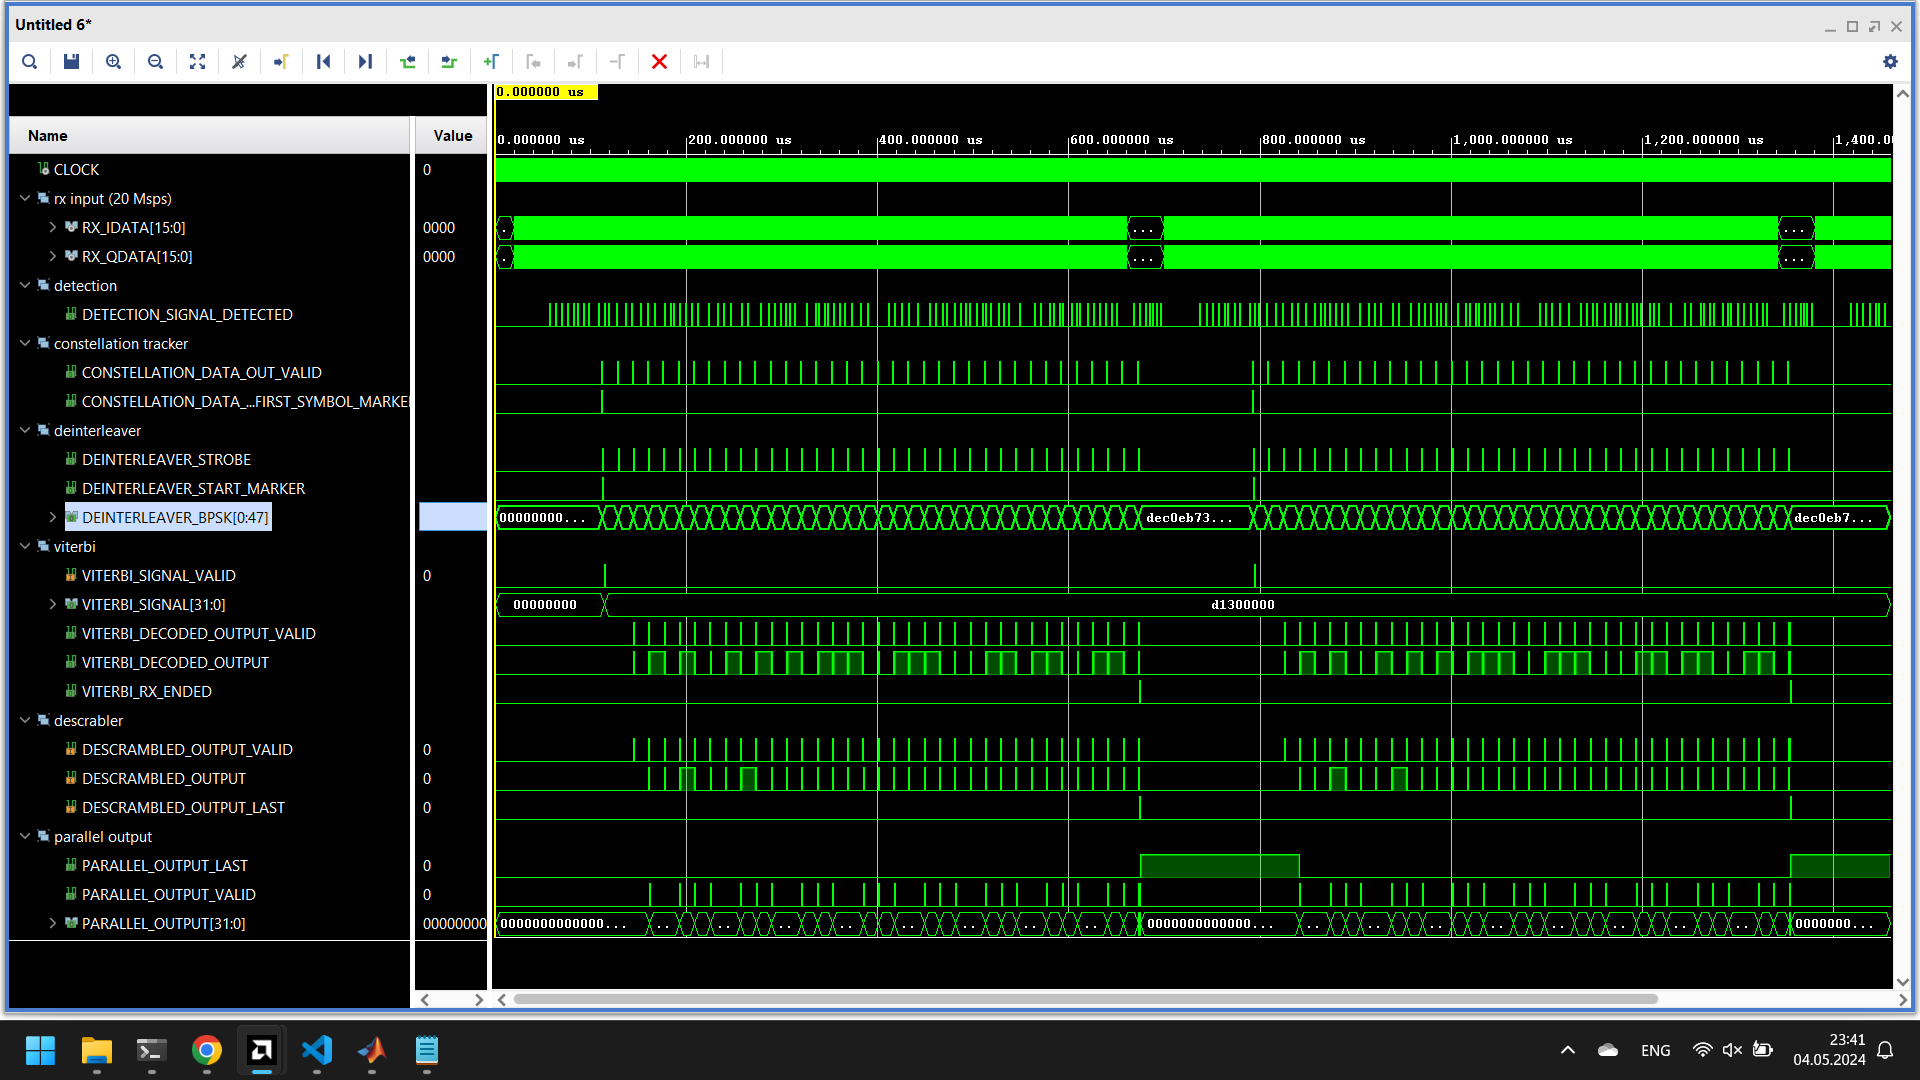 Untitled 6*
0.000000 us
Name
Value
0.000000 us
200.000000 us
400.000000 us
600.000000 us
800.000000 us
1,000.000000 us
1,200.000000 us
1,400.0
CLOCK
0
rx input (20 Msps)
RX_IDATA[15:0]
0000
.
...
...
RX_QDATA[15:0]
0000
.
...
...
detection
DETECTION_SIGNAL_DETECTED
constellation tracker
CONSTELLATION_DATA_OUT_VALID
CONSTELLATION_DATA_...FIRST_SYMBOL_MARKE
deinterleaver
DEINTERLEAVER_STROBE
DEINTERLEAVER_START_MARKER
DEINTERLEAVER_BPSK[0:47]
00000000...
dec0eb73...
dec0eb7...
viterbi
VITERBI_SIGNAL_VALID
0
VITERBI_SIGNAL[31:0]
00000000
d1300000
VITERBI_DECODED_OUTPUT_VALID
VITERBI_DECODED_OUTPUT
VITERBI_RX_ENDED
descrabler
DESCRAMBLED_OUTPUT_VALID
0
DESCRAMBLED_OUTPUT
0
DESCRAMBLED_OUTPUT_LAST
0
parallel output
PARALLEL_OUTPUT_LAST
0
PARALLEL_OUTPUT_VALID
0
PARALLEL_OUTPUT[31:0]
00000000
0000000000000...
..
..
..
..
..
..
..
0000000000000...
..
..
..
..
..
..
..
0000000...
ENG
23:41
04.05.2024